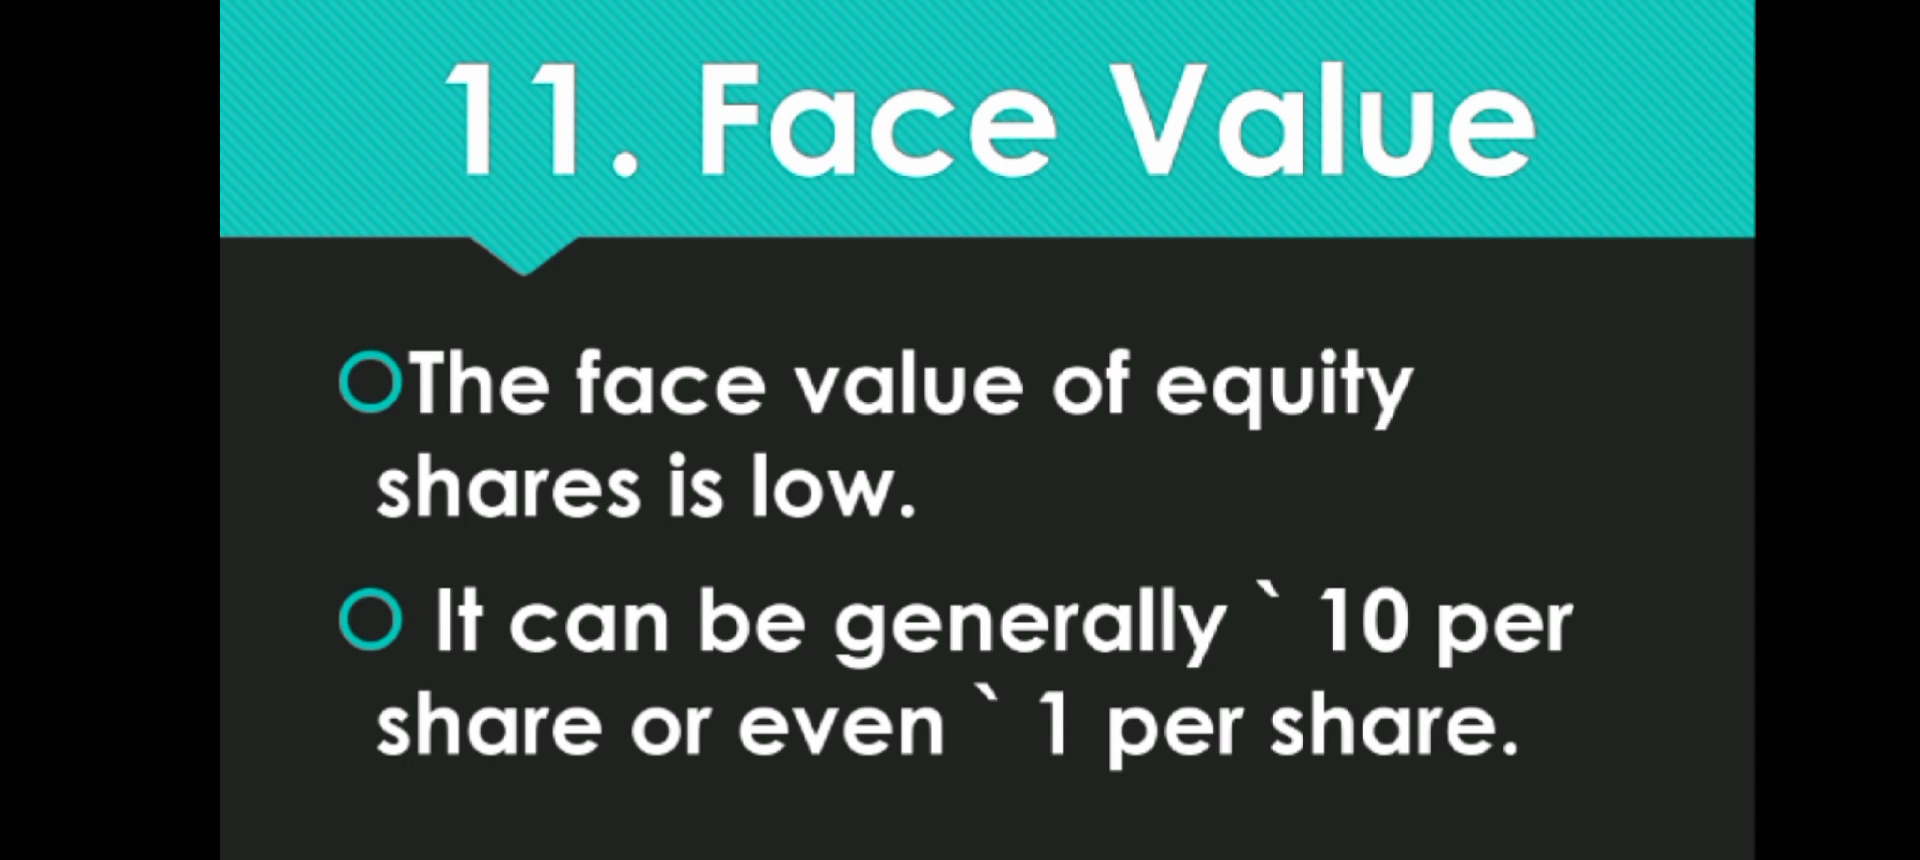 11. Face Value
The face value of equity
shares is low.
It can be generally ` 10 per
share or even ` 1 per share.